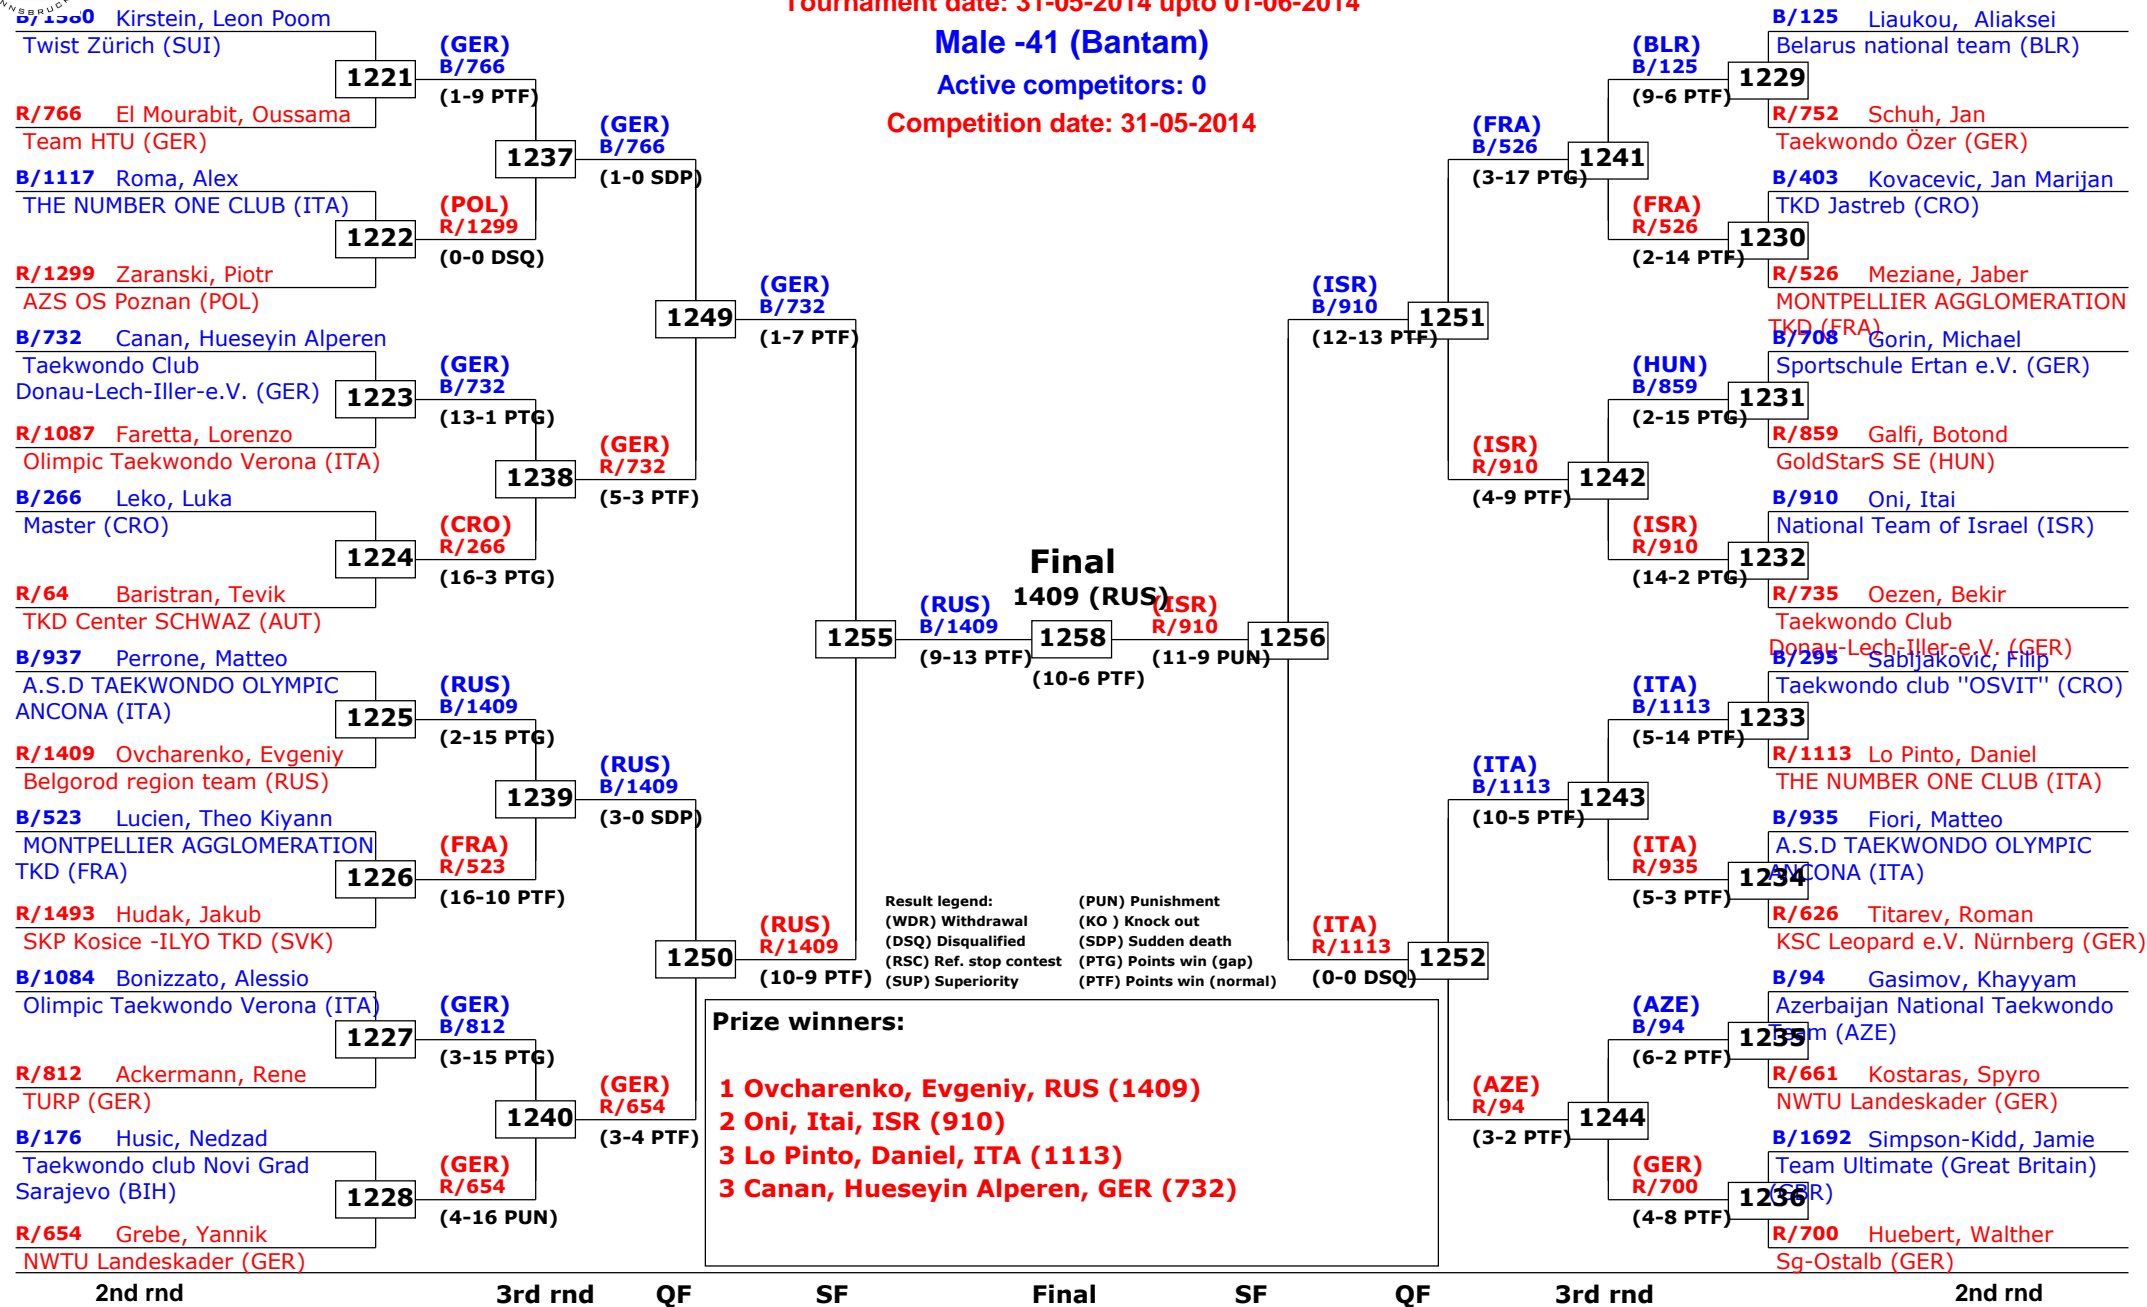 NNSBRUCK
Tournament date: 31-05-2014 upto 01-06-2014
Male -41 (Bantam)
Active competitors: 0
Competition date: 31-05-2014
B/1580 Kirstein, Leon Poom
Twist Zürich (SUI)
1221
R/766 El Mourabit, Oussama
Team HTU (GER)
B/1117 Roma, Alex
THE NUMBER ONE CLUB (ITA)
1222
R/1299 Zaranski, Piotr
AZS OS Poznan (POL)
B/732 Canan, Hueseyin Alperen
Taekwondo Club
Donau-Lech-Iller-e.V. (GER)
1223
R/1087 Faretta, Lorenzo
Olimpic Taekwondo Verona (ITA)
B/266 Leko, Luka
Master (CRO)
1224
R/64 Baristran, Tevik
TKD Center SCHWAZ (AUT)
B/937 Perrone, Matteo
A.S.D TAEKWONDO OLYMPIC
ANCONA (ITA)
1225
R/1409 Ovcharenko, Evgeniy
Belgorod region team (RUS)
B/523 Lucien, Theo Kiyann
MONTPELLIER AGGLOMERATION
TKD (FRA)
1226
R/1493 Hudak, Jakub
SKP Kosice -ILYO TKD (SVK)
B/1084 Bonizzato, Alessio
Olimpic Taekwondo Verona (ITA)
1227
R/812 Ackermann, Rene
TURP (GER)
B/176 Husic, Nedzad
Taekwondo club Novi Grad
Sarajevo (BIH)
1228
R/654 Grebe, Yannik
NWTU Landeskader (GER)
(GER)
B/766
(1-9 PTF)
1237
(POL)
R/1299
(0-0 DSQ)
(GER)
B/732
(13-1 PTG)
1238
(CRO)
R/266
(16-3 PTG)
(RUS)
B/1409
(2-15 PTG)
1239
(FRA)
R/523
(16-10 PTF)
(GER)
B/812
(3-15 PTG)
1240
(GER)
R/654
(4-16 PUN)
(GER)
B/766
(1-0 SDP)
1249
(GER)
R/732
(5-3 PTF)
(RUS)
B/1409
(3-0 SDP)
1250
(GER)
R/654
(3-4 PTF)
(GER)
B/732
(1-7 PTF)
1255
(RUS)
R/1409
(10-9 PTF)
(RUS)
B/1409
(9-13 PTF)
Final
1409 (RUS)
1258
(10-6 PTF)
(ISR)
R/910
(11-9 PUN)
1256
(ISR)
B/910
(12-13 PTF)
1251
(ITA)
R/1113
(0-0 DSQ)
1252
(FRA)
B/526
(3-17 PTG)
1241
(ISR)
R/910
(4-9 PTF)
1242
(ITA)
B/1113
(10-5 PTF)
1243
(AZE)
R/94
(3-2 PTF)
1244
(BLR)
B/125
(9-6 PTF)
(FRA)
R/526
(2-14 PTF)
(HUN)
B/859
(2-15 PTG)
(ISR)
R/910
(14-2 PTG)
(ITA)
B/1113
(5-14 PTF)
(ITA)
R/935
(5-3 PTF)
(AZE)
B/94
(6-2 PTF)
(GER)
R/700
(4-8 PTF)
B/125 Liaukou, Aliaksei
Belarus national team (BLR)
1229
R/752 Schuh, Jan
Taekwondo Özer (GER)
B/403 Kovacevic, Jan Marijan
TKD Jastreb (CRO)
1230
R/526 Meziane, Jaber
MONTPELLIER AGGLOMERATION
TKD (FRA)
B/708 Gorin, Michael
Sportschule Ertan e.V. (GER)
1231
R/859 Galfi, Botond
GoldStarS SE (HUN)
B/910 Oni, Itai
National Team of Israel (ISR)
1232
R/735 Oezen, Bekir
Taekwondo Club
Donau-Lech-Iller-e.V. (GER)
B/295 Sabljakovic, Filip
Taekwondo club "OSVIT" (CRO)
1233
R/1113 Lo Pinto, Daniel
THE NUMBER ONE CLUB (ITA)
B/935 Fiori, Matteo
A.S.D TAEKWONDO OLYMPIC
ANCONA (ITA)
1234
R/626 Titarev, Roman
KSC Leopard e.V. Nürnberg (GER)
B/94 Gasimov, Khayyam
Azerbaijan National Taekwondo
Team (AZE)
1235
R/661 Kostaras, Spyro
NWTU Landeskader (GER)
B/1692 Simpson-Kidd, Jamie
Team Ultimate (Great Britain)
(GBR)
1236
R/700 Huebert, Walther
Sg-Ostalb (GER)
Result legend: (PUN) Punishment
(WDR) Withdrawal (KO ) Knock out
(DSQ) Disqualified (SDP) Sudden death
(RSC) Ref. stop contest (PTG) Points win (gap)
(SUP) Superiority (PTF) Points win (normal)
Prize winners:
1 Ovcharenko, Evgeniy, RUS (1409)
2 Oni, Itai, ISR (910)
3 Lo Pinto, Daniel, ITA (1113)
3 Canan, Hueseyin Alperen, GER (732)
2nd rnd 3rd rnd QF SF Final SF QF 3rd rnd 2nd rnd